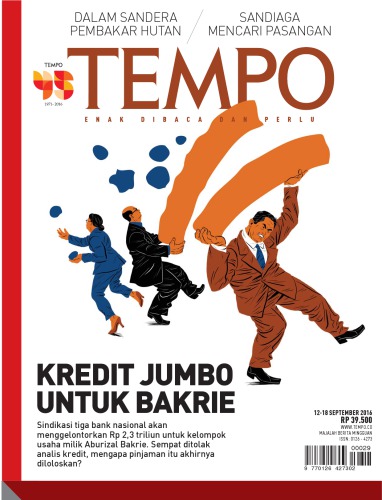 DALAM SANDERA
PEMBAKAR HUTAN
SANDIAGA
MENCARI PASANGAN
TEMPO
45
1971-2016
TEMPO
ENAK DIBACA DAN PERLU
KREDIT JUMBO
UNTUK BAKRIE
Sindikasi tiga bank nasional akan
menggelontorkan Rp 2,3 triliun untuk kelompok
usaha milik Aburizal Bakrie. Sempat ditolak
analis kredit, mengapa pinjaman itu akhirnya
diloloskan?
12-18 SEPTEMBER 2016
RP 39.500
WWW.TEMPO.CO
MAJALAH BERITA MINGGUAN
ISSN: 0126 - 4273
00029
9 770126 427302